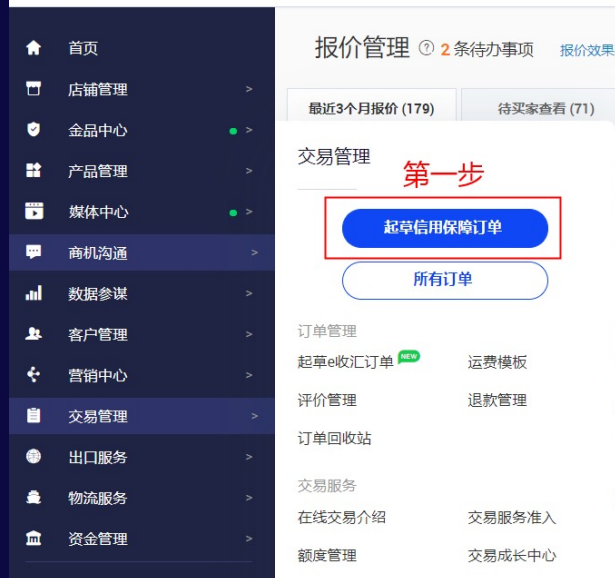 首页
店铺管理 >
金品中心 >
产品管理 >
媒体中心 >
商机沟通 >
数据参谋 >
客户管理 >
营销中心 >
交易管理 >
出口服务 >
物流服务 >
资金管理 >
报价管理 ? 2 条待办事项 报价效果
最近3个月报价 (179) 待买家查看 (71)
交易管理
第一步
起草信用保障订单
所有订单
订单管理
起草e收汇订单 NEW 运费模板
评价管理 退款管理
订单回收站
交易服务
在线交易介绍 交易服务准入
额度管理 交易成长中心